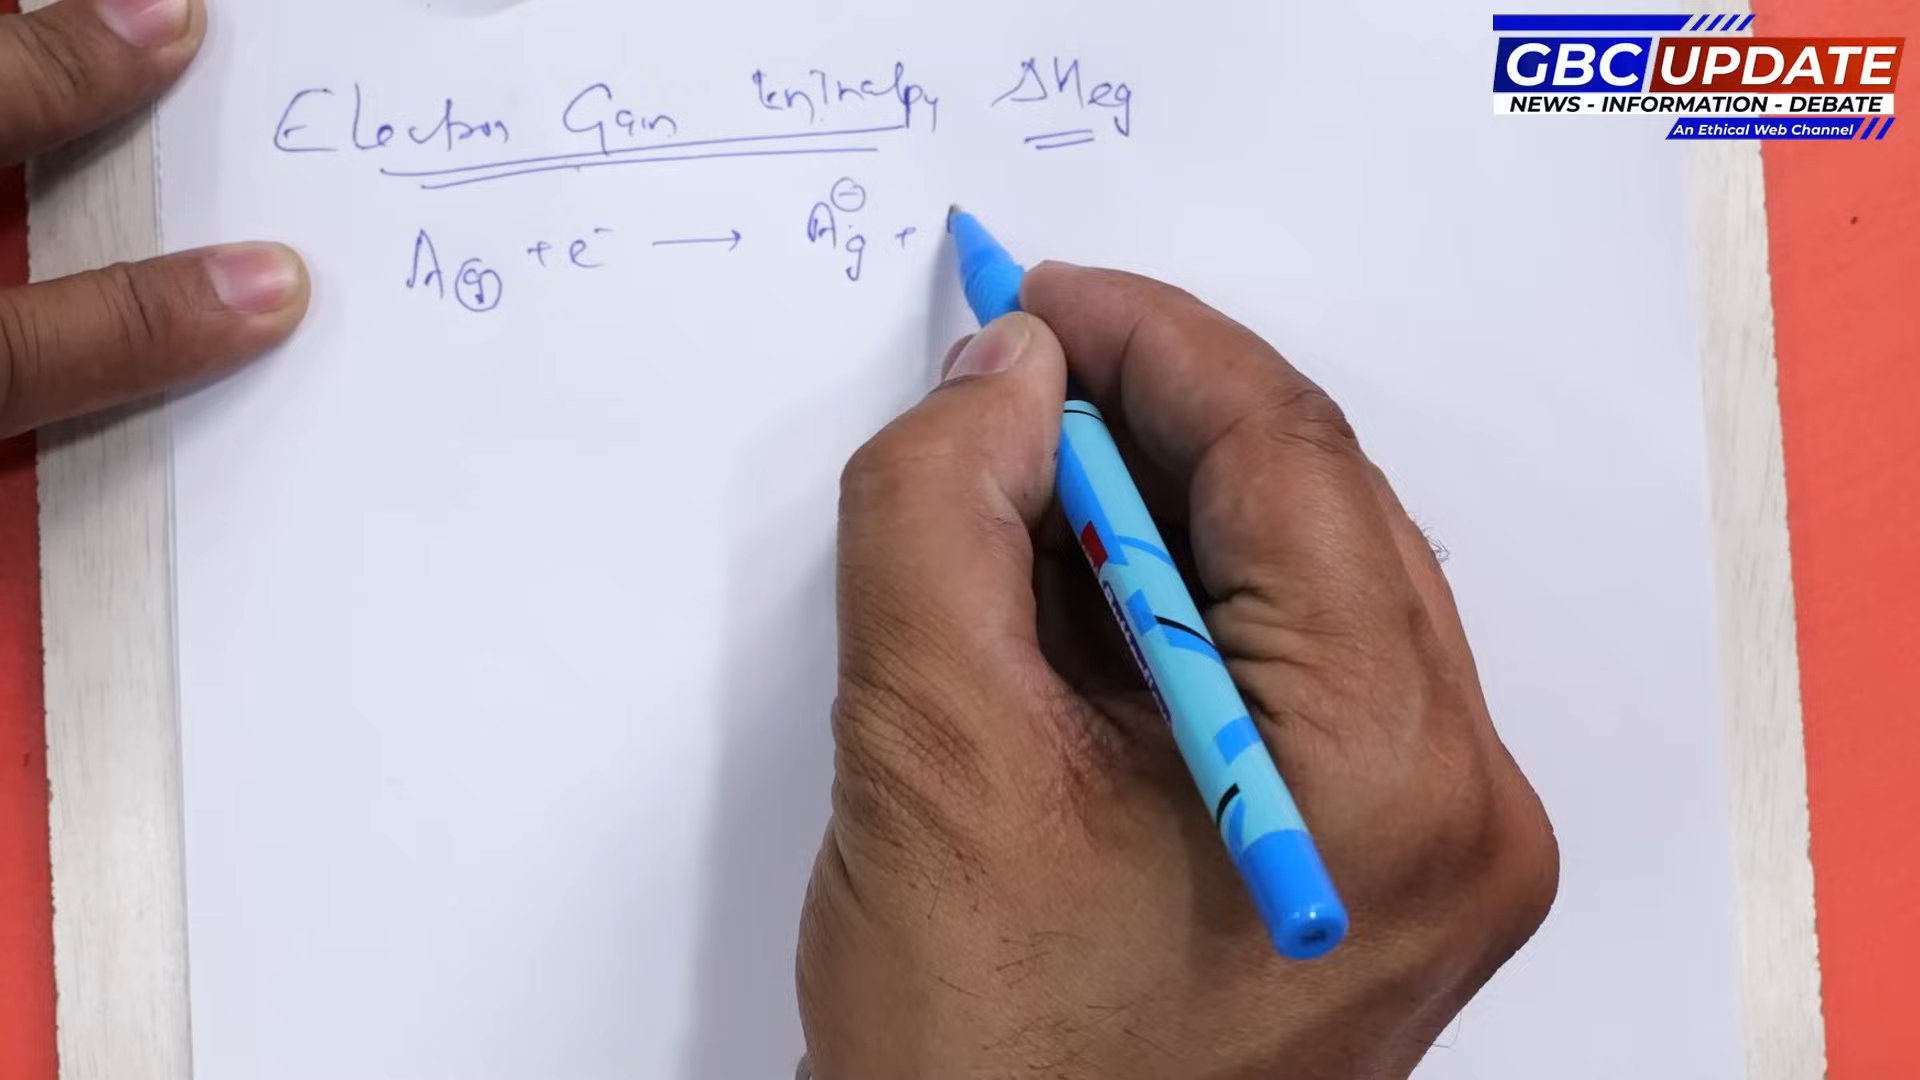 Electron Gain Enthalpy ΔHeg
A(g) + e⁻ ⟶ A⊖g +
GBC UPDATE
NEWS - INFORMATION - DEBATE
An Ethical Web Channel